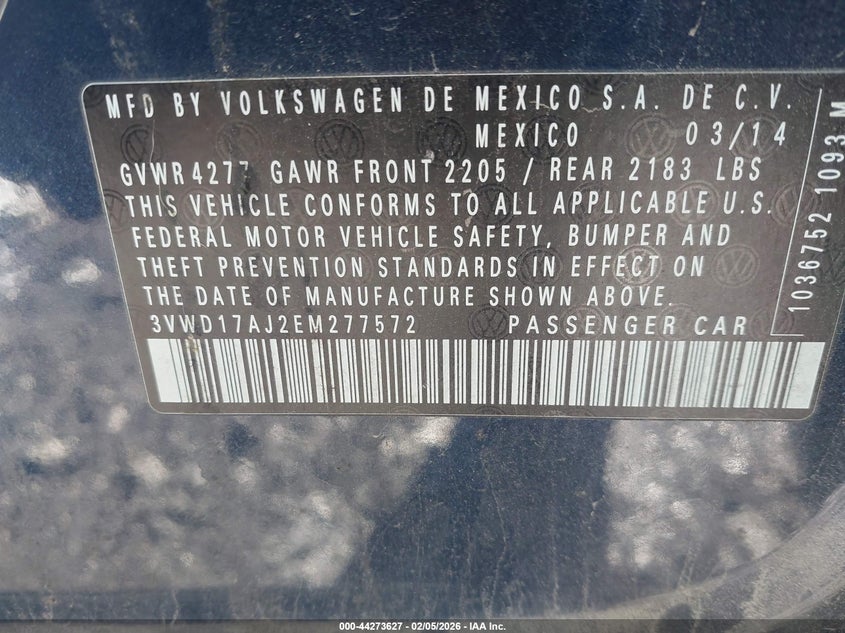 MFD BY VOLKSWAGEN DE MEXICO S.A. DE C.V.
MEXICO 03/14
GVWR 4277 GAWR FRONT 2205 / REAR 2183 LBS
THIS VEHICLE CONFORMS TO ALL APPLICABLE U.S.
FEDERAL MOTOR VEHICLE SAFETY, BUMPER AND
THEFT PREVENTION STANDARDS IN EFFECT ON
THE DATE OF MANUFACTURE SHOWN ABOVE.
3VWD17AJ2EM277572 PASSENGER CAR
1036752 1093 M
000-44273627 - 02/05/2026 - IAA Inc.